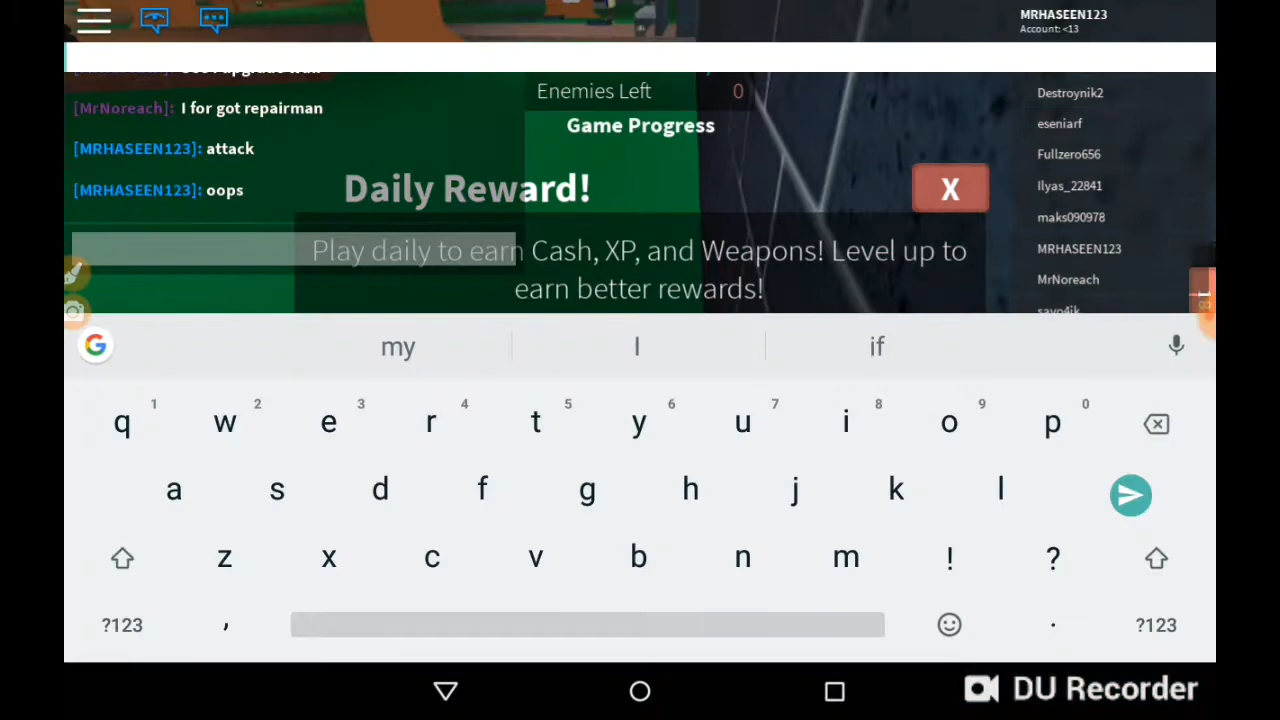 MRHASEEN123
Account: <13
[MrNoreach]: I for got repairman
[MRHASEEN123]: attack
[MRHASEEN123]: oops
Enemies Left 0
Game Progress
Daily Reward!
X
Play daily to earn Cash, XP, and Weapons! Level up to
earn better rewards!
Destroynik2
eseniarf
Fullzero656
Ilyas_22841
maks090978
MRHASEEN123
MrNoreach
G
my I if
1 2 3 4 5 6 7 8 9 0
q w e r t y u i o p
a s d f g h j k l
z x c v b n m ! ?
?123 , . ?123
DU Recorder